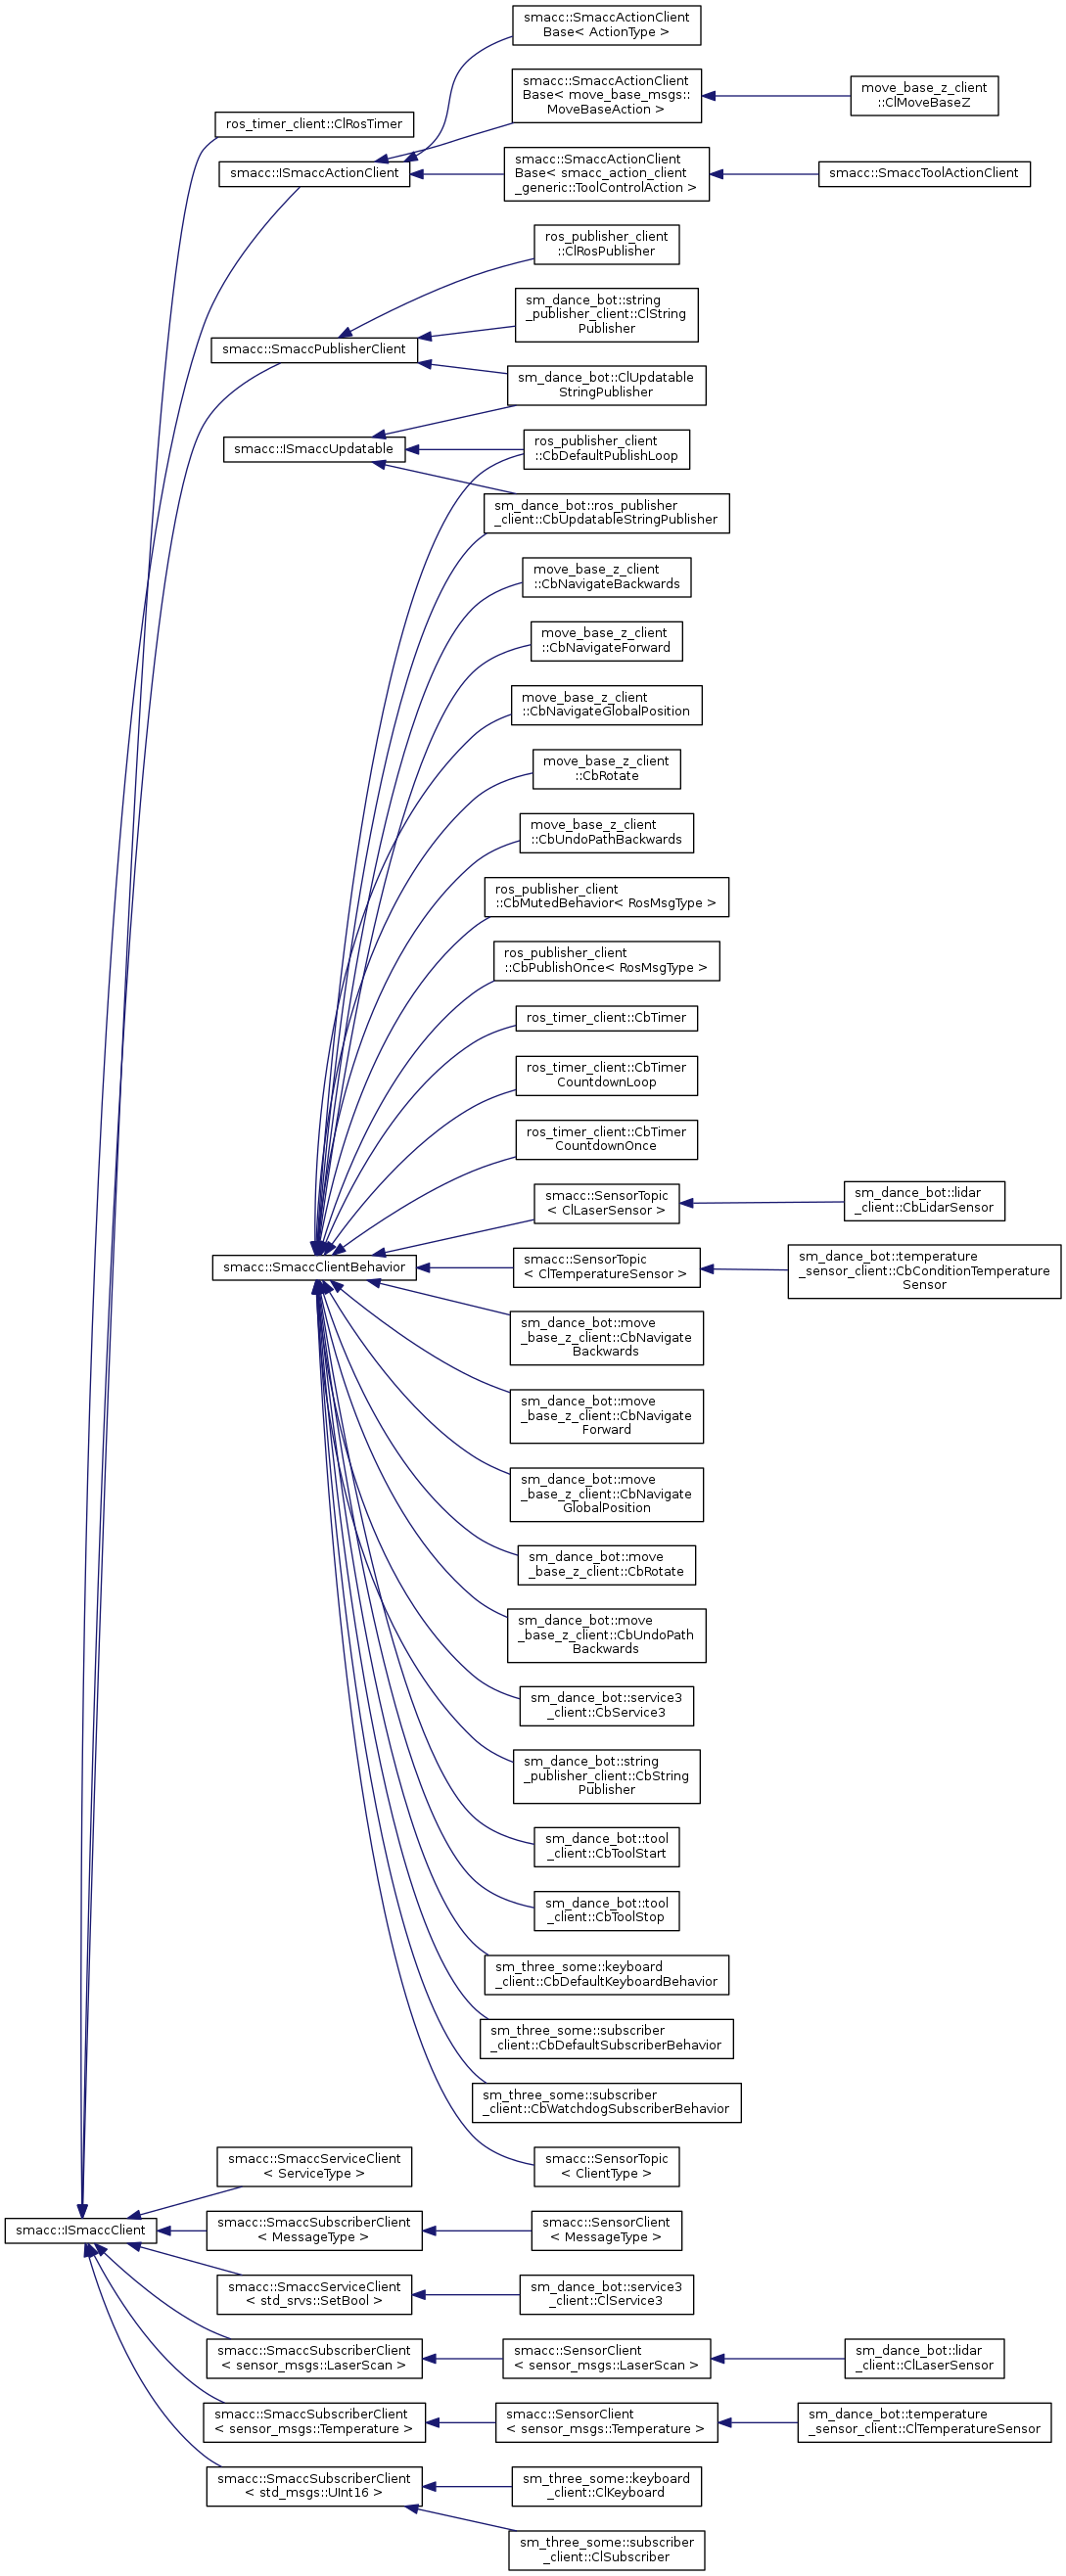 smacc::SmaccActionClient
Base< ActionType >
smacc::SmaccActionClient
Base< move_base_msgs::
MoveBaseAction >
move_base_z_client
::ClMoveBaseZ
ros_timer_client::ClRosTimer
smacc::ISmaccActionClient
smacc::SmaccActionClient
Base< smacc_action_client
_generic::ToolControlAction >
smacc::SmaccToolActionClient
ros_publisher_client
::ClRosPublisher
sm_dance_bot::string
_publisher_client::ClString
Publisher
smacc::SmaccPublisherClient
sm_dance_bot::ClUpdatable
StringPublisher
smacc::ISmaccUpdatable
ros_publisher_client
::CbDefaultPublishLoop
sm_dance_bot::ros_publisher
_client::CbUpdatableStringPublisher
move_base_z_client
::CbNavigateBackwards
move_base_z_client
::CbNavigateForward
move_base_z_client
::CbNavigateGlobalPosition
move_base_z_client
::CbRotate
move_base_z_client
::CbUndoPathBackwards
ros_publisher_client
::CbMutedBehavior< RosMsgType >
ros_publisher_client
::CbPublishOnce< RosMsgType >
ros_timer_client::CbTimer
ros_timer_client::CbTimer
CountdownLoop
ros_timer_client::CbTimer
CountdownOnce
smacc::SensorTopic
< ClLaserSensor >
sm_dance_bot::lidar
_client::CbLidarSensor
smacc::SmaccClientBehavior
smacc::SensorTopic
< ClTemperatureSensor >
sm_dance_bot::temperature
_sensor_client::CbConditionTemperature
Sensor
sm_dance_bot::move
_base_z_client::CbNavigate
Backwards
sm_dance_bot::move
_base_z_client::CbNavigate
Forward
sm_dance_bot::move
_base_z_client::CbNavigate
GlobalPosition
sm_dance_bot::move
_base_z_client::CbRotate
sm_dance_bot::move
_base_z_client::CbUndoPath
Backwards
sm_dance_bot::service3
_client::CbService3
sm_dance_bot::string
_publisher_client::CbString
Publisher
sm_dance_bot::tool
_client::CbToolStart
sm_dance_bot::tool
_client::CbToolStop
sm_three_some::keyboard
_client::CbDefaultKeyboardBehavior
sm_three_some::subscriber
_client::CbDefaultSubscriberBehavior
sm_three_some::subscriber
_client::CbWatchdogSubscriberBehavior
smacc::SensorTopic
< ClientType >
smacc::SmaccServiceClient
< ServiceType >
smacc::ISmaccClient
smacc::SmaccSubscriberClient
< MessageType >
smacc::SensorClient
< MessageType >
smacc::SmaccServiceClient
< std_srvs::SetBool >
sm_dance_bot::service3
_client::ClService3
smacc::SmaccSubscriberClient
< sensor_msgs::LaserScan >
smacc::SensorClient
< sensor_msgs::LaserScan >
sm_dance_bot::lidar
_client::ClLaserSensor
smacc::SmaccSubscriberClient
< sensor_msgs::Temperature >
smacc::SensorClient
< sensor_msgs::Temperature >
sm_dance_bot::temperature
_sensor_client::ClTemperatureSensor
smacc::SmaccSubscriberClient
< std_msgs::UInt16 >
sm_three_some::keyboard
_client::ClKeyboard
sm_three_some::subscriber
_client::ClSubscriber